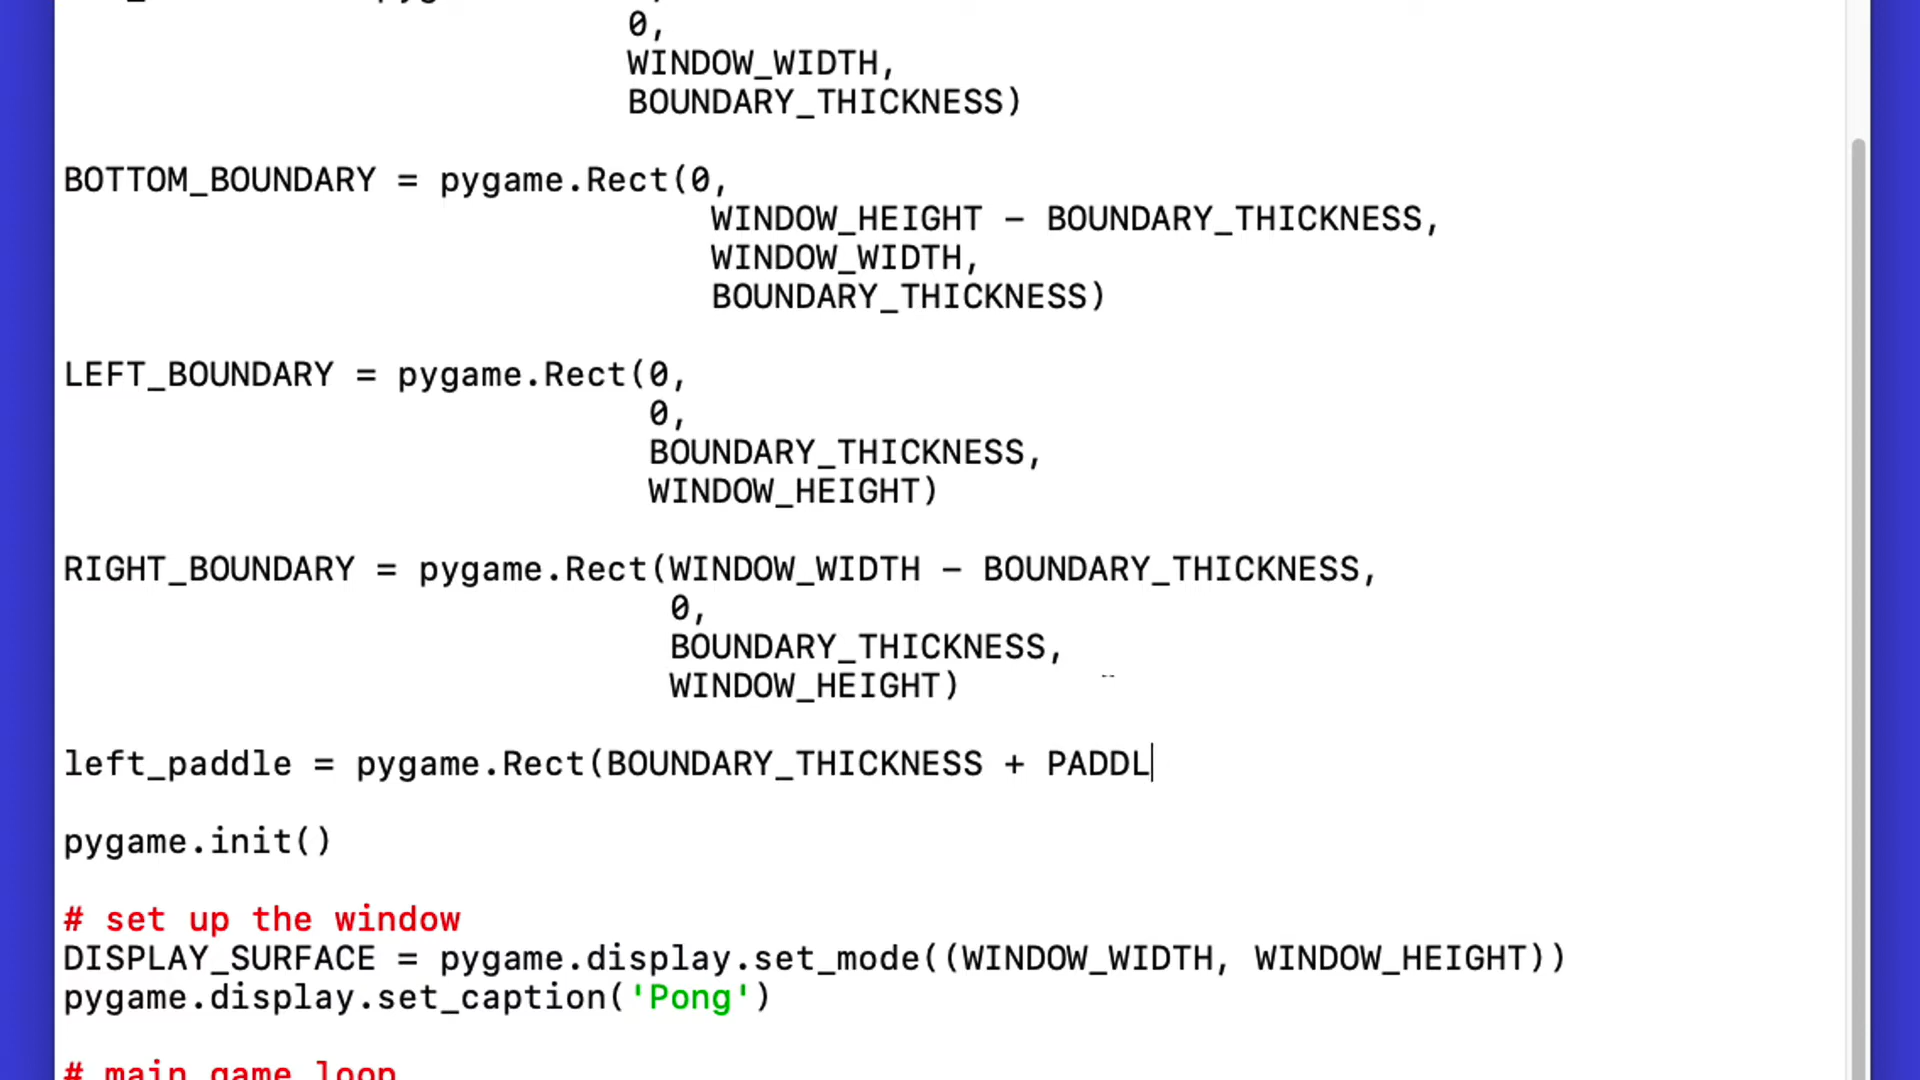 0,
WINDOW_WIDTH,
BOUNDARY_THICKNESS)
BOTTOM_BOUNDARY = pygame.Rect(0,
WINDOW_HEIGHT - BOUNDARY_THICKNESS,
WINDOW_WIDTH,
BOUNDARY_THICKNESS)
LEFT_BOUNDARY = pygame.Rect(0,
0,
BOUNDARY_THICKNESS,
WINDOW_HEIGHT)
RIGHT_BOUNDARY = pygame.Rect(WINDOW_WIDTH - BOUNDARY_THICKNESS,
0,
BOUNDARY_THICKNESS,
WINDOW_HEIGHT)
left_paddle = pygame.Rect(BOUNDARY_THICKNESS + PADDL
pygame.init()
# set up the window
DISPLAY_SURFACE = pygame.display.set_mode((WINDOW_WIDTH, WINDOW_HEIGHT))
pygame.display.set_caption('Pong')
# main game loop